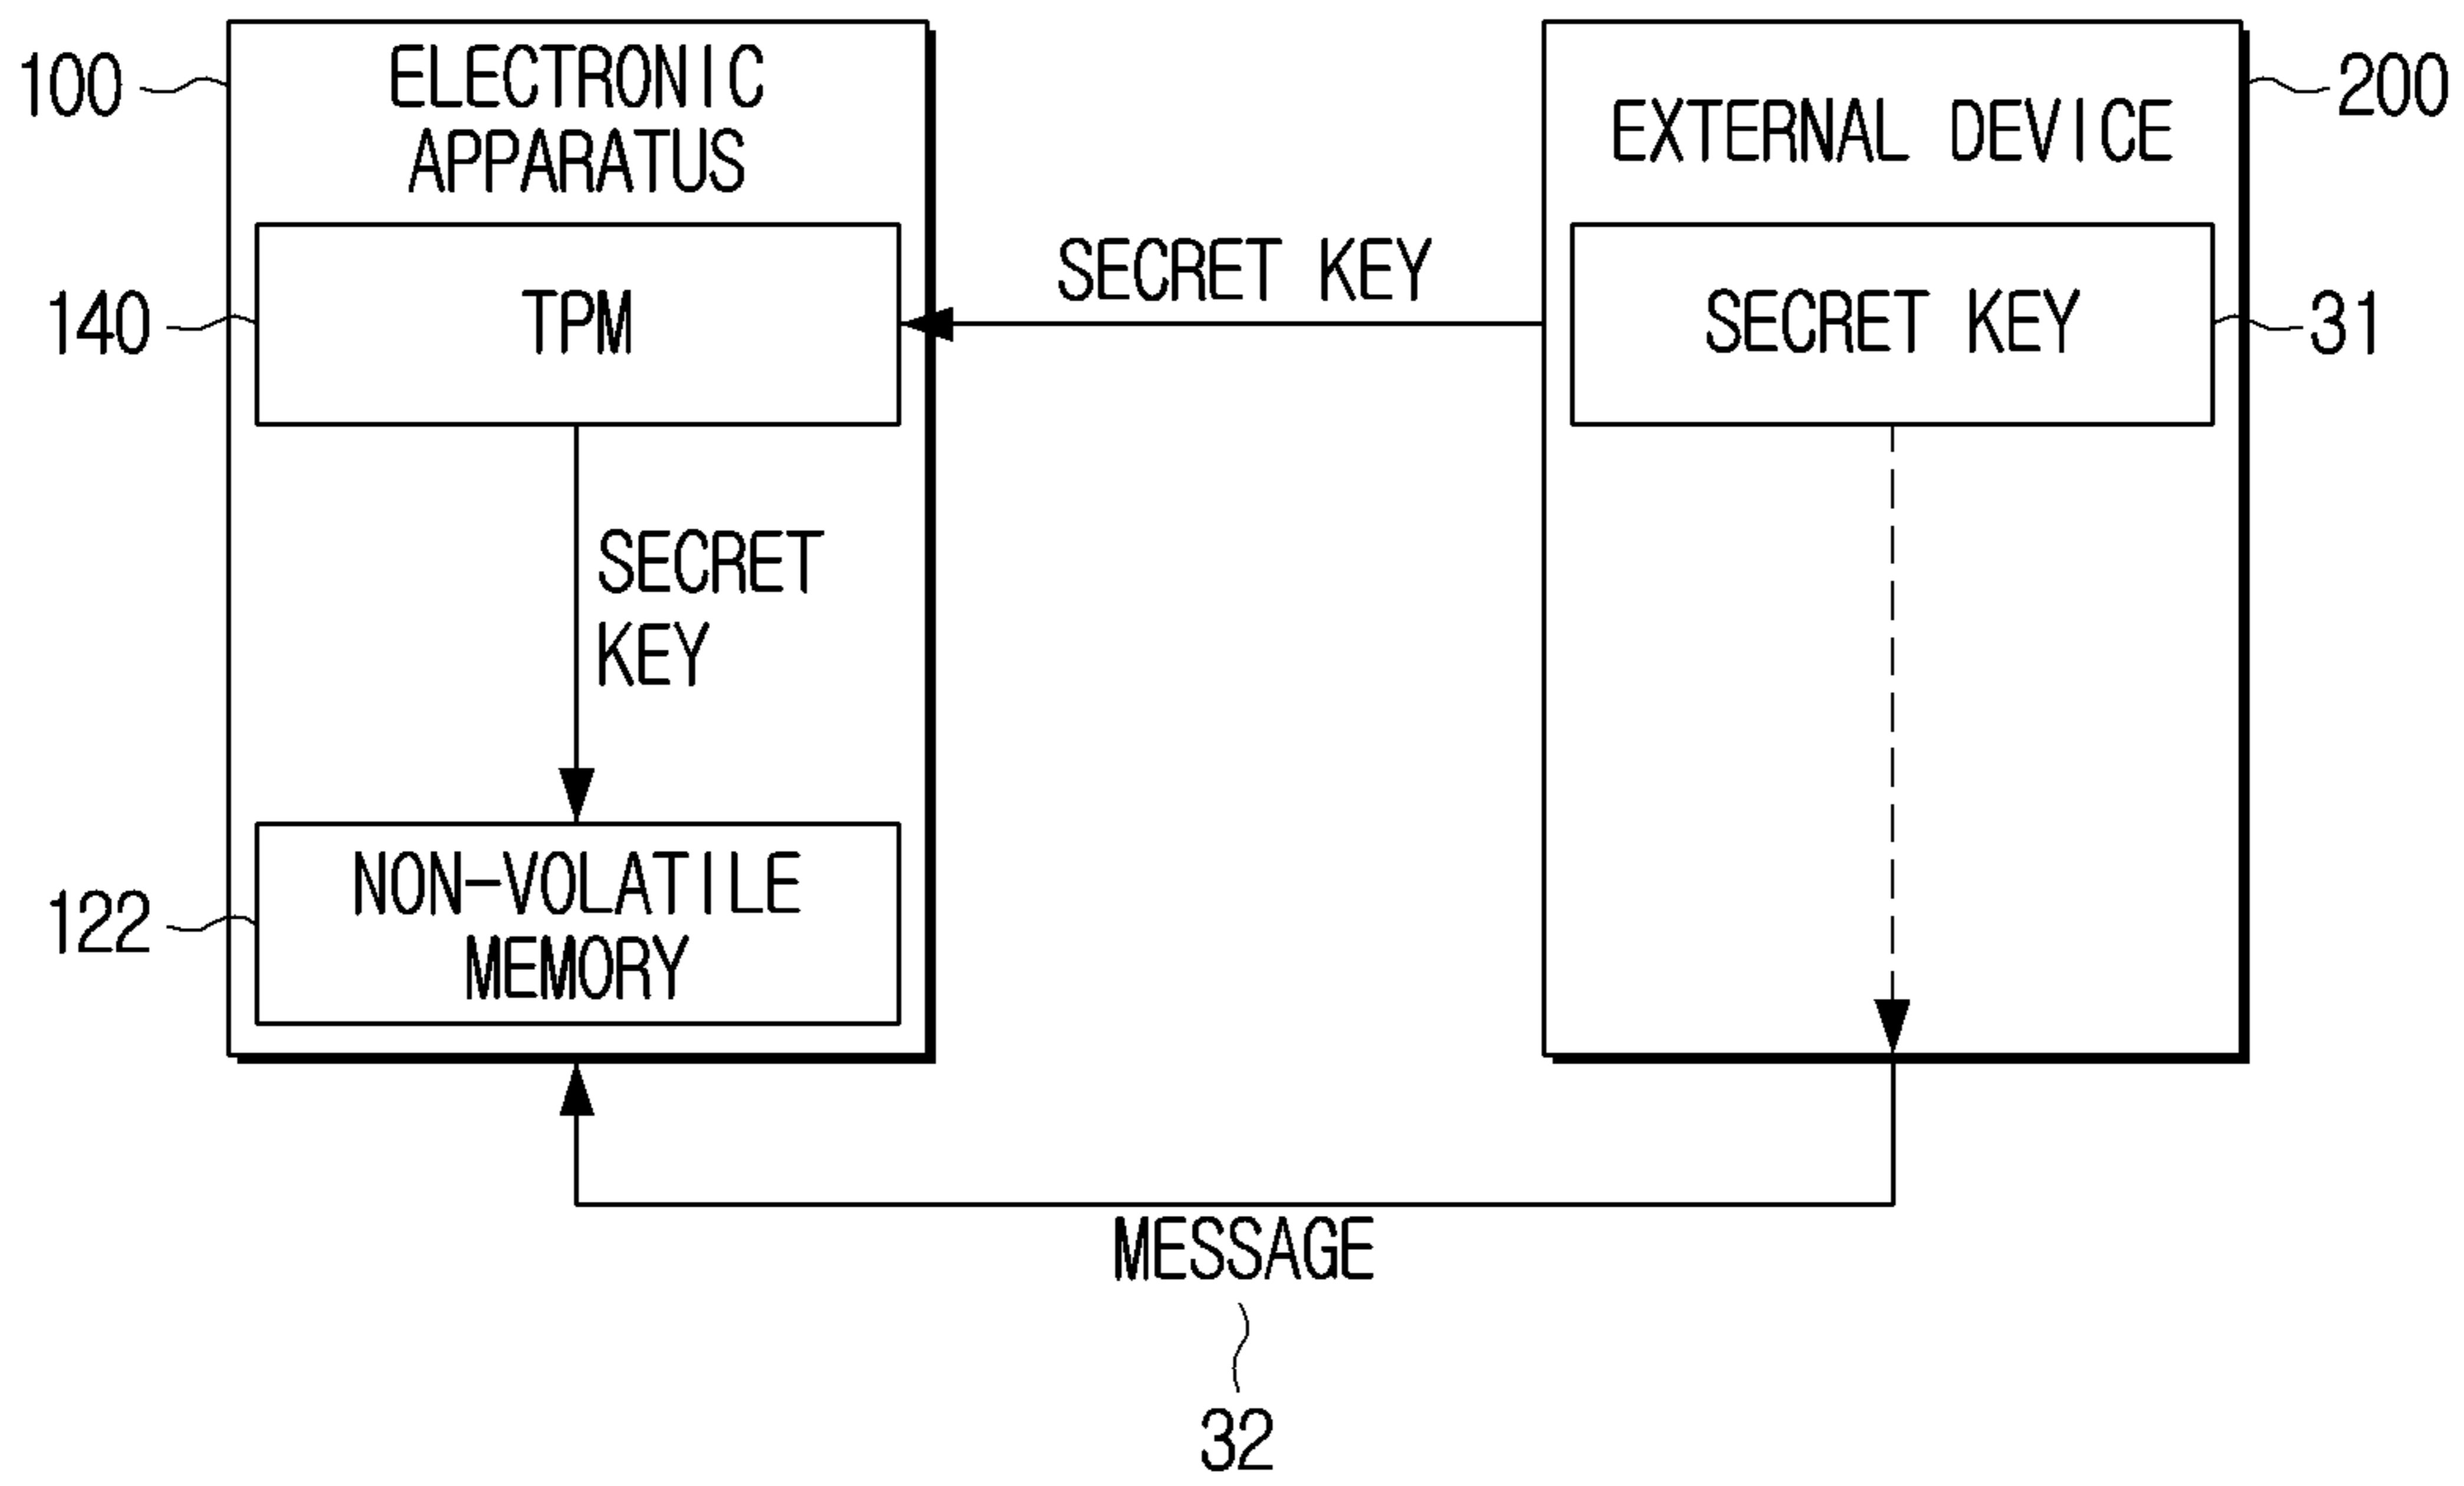 100
ELECTRONIC
APPARATUS
EXTERNAL DEVICE
200
140
TPM
SECRET KEY
SECRET KEY
31
SECRET
KEY
122
NON-VOLATILE
MEMORY
MESSAGE
32